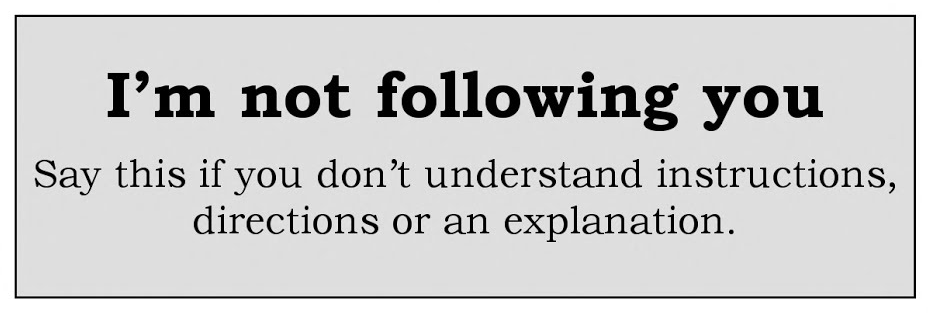 I’m not following you
Say this if you don’t understand instructions,
directions or an explanation.